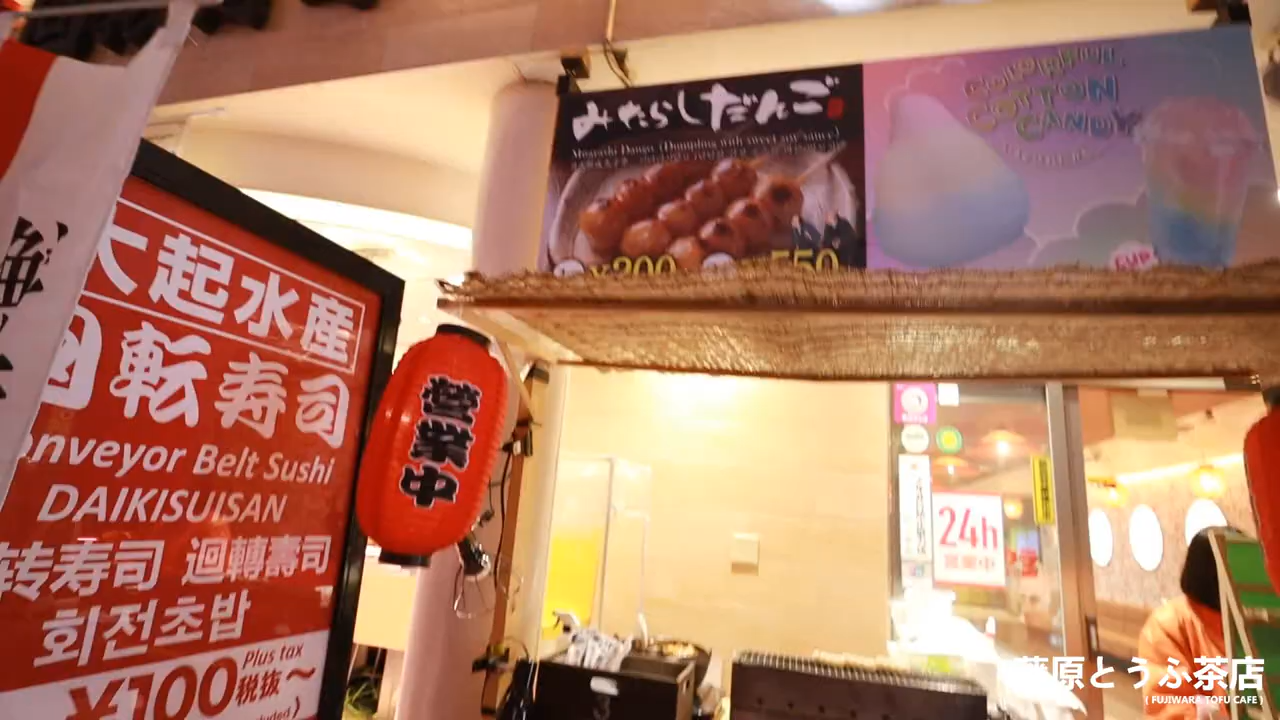 大起水産
回転寿司
onveyor Belt Sushi
DAIKISUISAN
转寿司 迴轉壽司
회전초밥
¥100 Plus tax
税抜~
営業中
みたらしだんご
Mitarashi Dango (Dumpling with sweet soy sauce)
¥200
550
COLORFUL
COTTON
CANDY
CUP
24h
営業中
藤原とうふ茶店
( FUJIWARA TOFU CAFE )